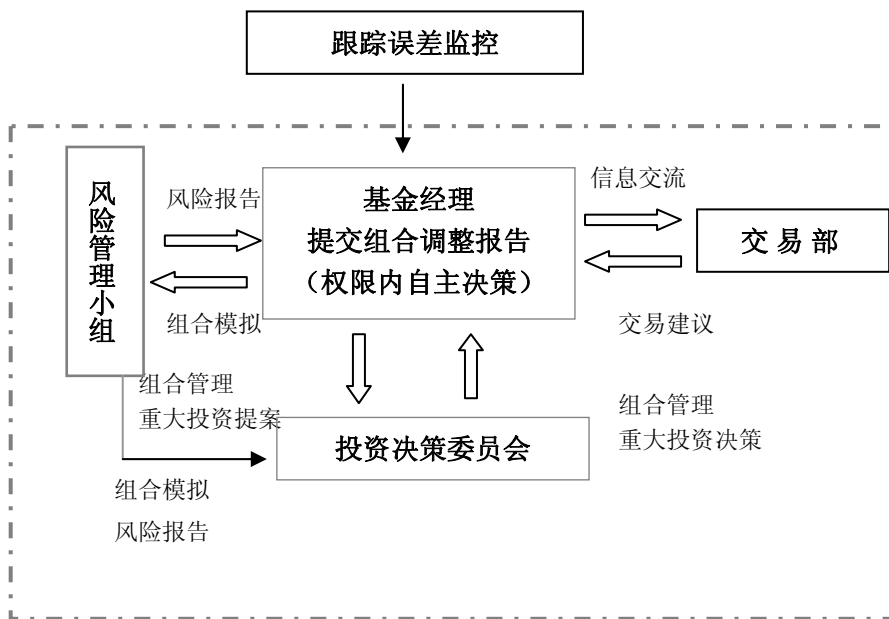 跟踪误差监控
风险管理小组
风险报告
组合模拟
基金经理
提交组合调整报告
（权限内自主决策）
信息交流
交易建议
交 易 部
组合管理
重大投资提案
投资决策委员会
组合管理
重大投资决策
组合模拟
风险报告